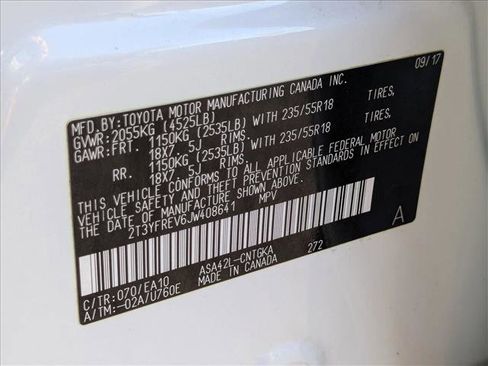 MFD.BY:TOYOTA MOTOR MANUFACTURING CANADA INC. 09/17
GVWR:2055KG (4525LB)
GAWR:FRT. 1150KG (2535LB) WITH 235/55R18 TIRES,
18X7.5J RIMS.
RR. 1150KG (2535LB) WITH 235/55R18 TIRES,
18X7.5J RIMS.
THIS VEHICLE CONFORMS TO ALL APPLICABLE FEDERAL MOTOR
VEHICLE SAFETY AND THEFT PREVENTION STANDARDS IN EFFECT ON THE
DATE OF MANUFACTURE SHOWN ABOVE.
2T3YFREV6JW408641 MPV
A
C/TR:070/EA10 ASA42L-CNTGKA 272
A/TM:-02A/U760E MADE IN CANADA